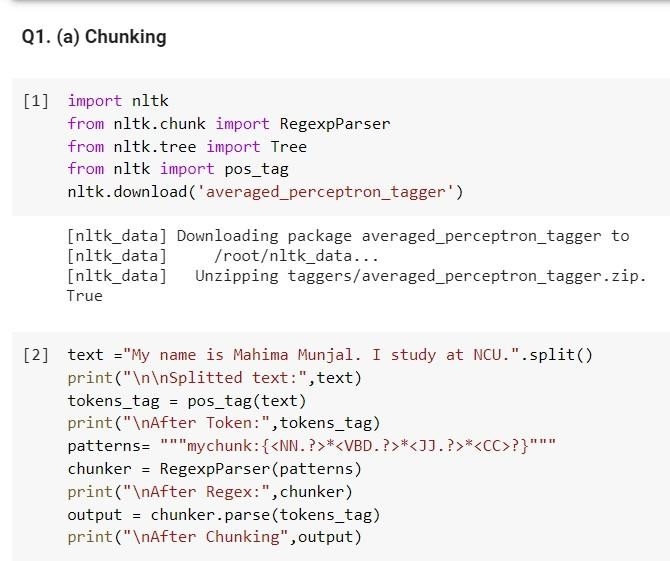 Q1. (a) Chunking
[1] import nltk
from nltk.chunk import RegexpParser
from nltk.tree import Tree
from nltk import pos_tag
nltk.download('averaged_perceptron_tagger')
[nltk_data] Downloading package averaged_perceptron_tagger to
[nltk_data]     /root/nltk_data...
[nltk_data]   Unzipping taggers/averaged_perceptron_tagger.zip.
True
[2] text ="My name is Mahima Munjal. I study at NCU.".split()
print("\n\nSplitted text:",text)
tokens_tag = pos_tag(text)
print("\nAfter Token:",tokens_tag)
patterns= """mychunk:{<NN.?>*<VBD.?>*<JJ.?>*<CC>?}"""
chunker = RegexpParser(patterns)
print("\nAfter Regex:",chunker)
output = chunker.parse(tokens_tag)
print("\nAfter Chunking",output)